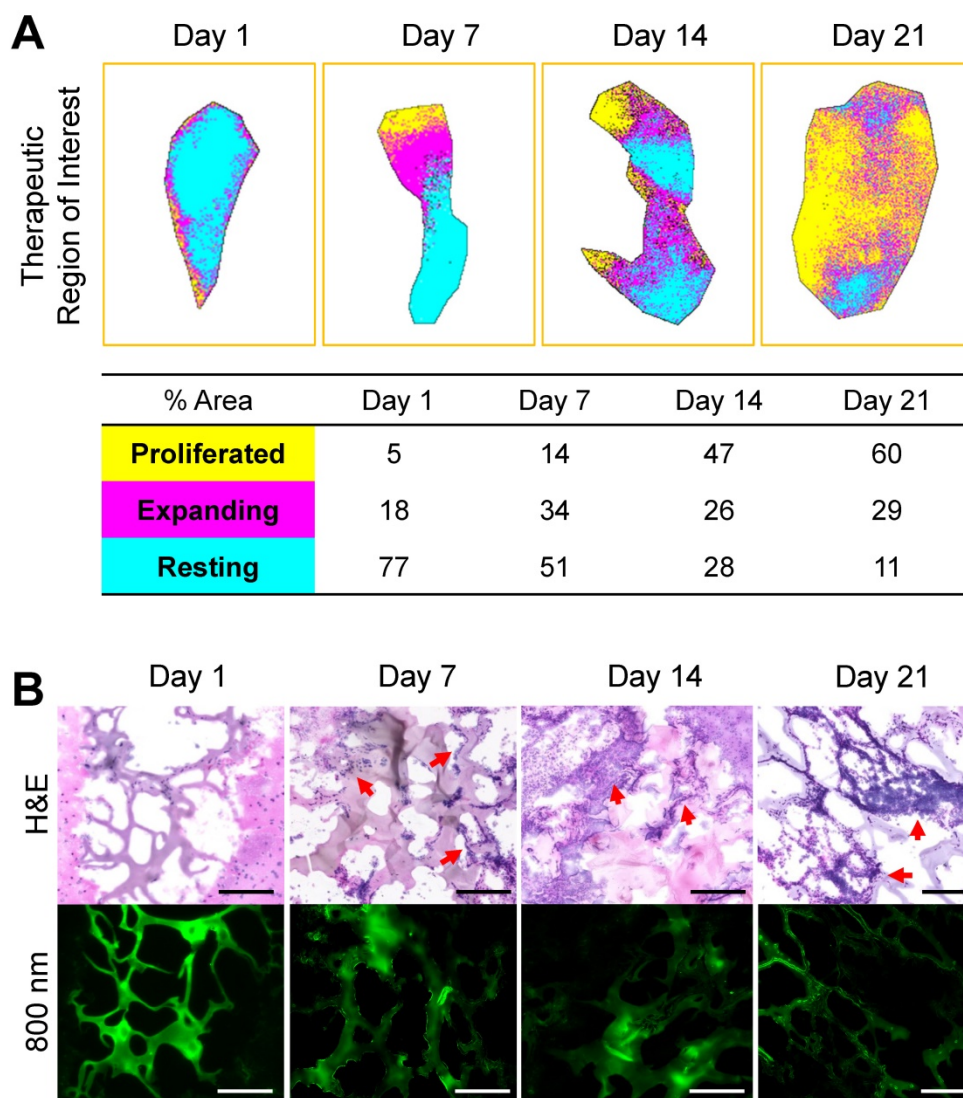 A
Day 1 Day 7 Day 14 Day 21
Therapeutic
Region of Interest
% Area Day 1 Day 7 Day 14 Day 21
Proliferated 5 14 47 60
Expanding 18 34 26 29
Resting 77 51 28 11
B
Day 1 Day 7 Day 14 Day 21
H&E
800 nm